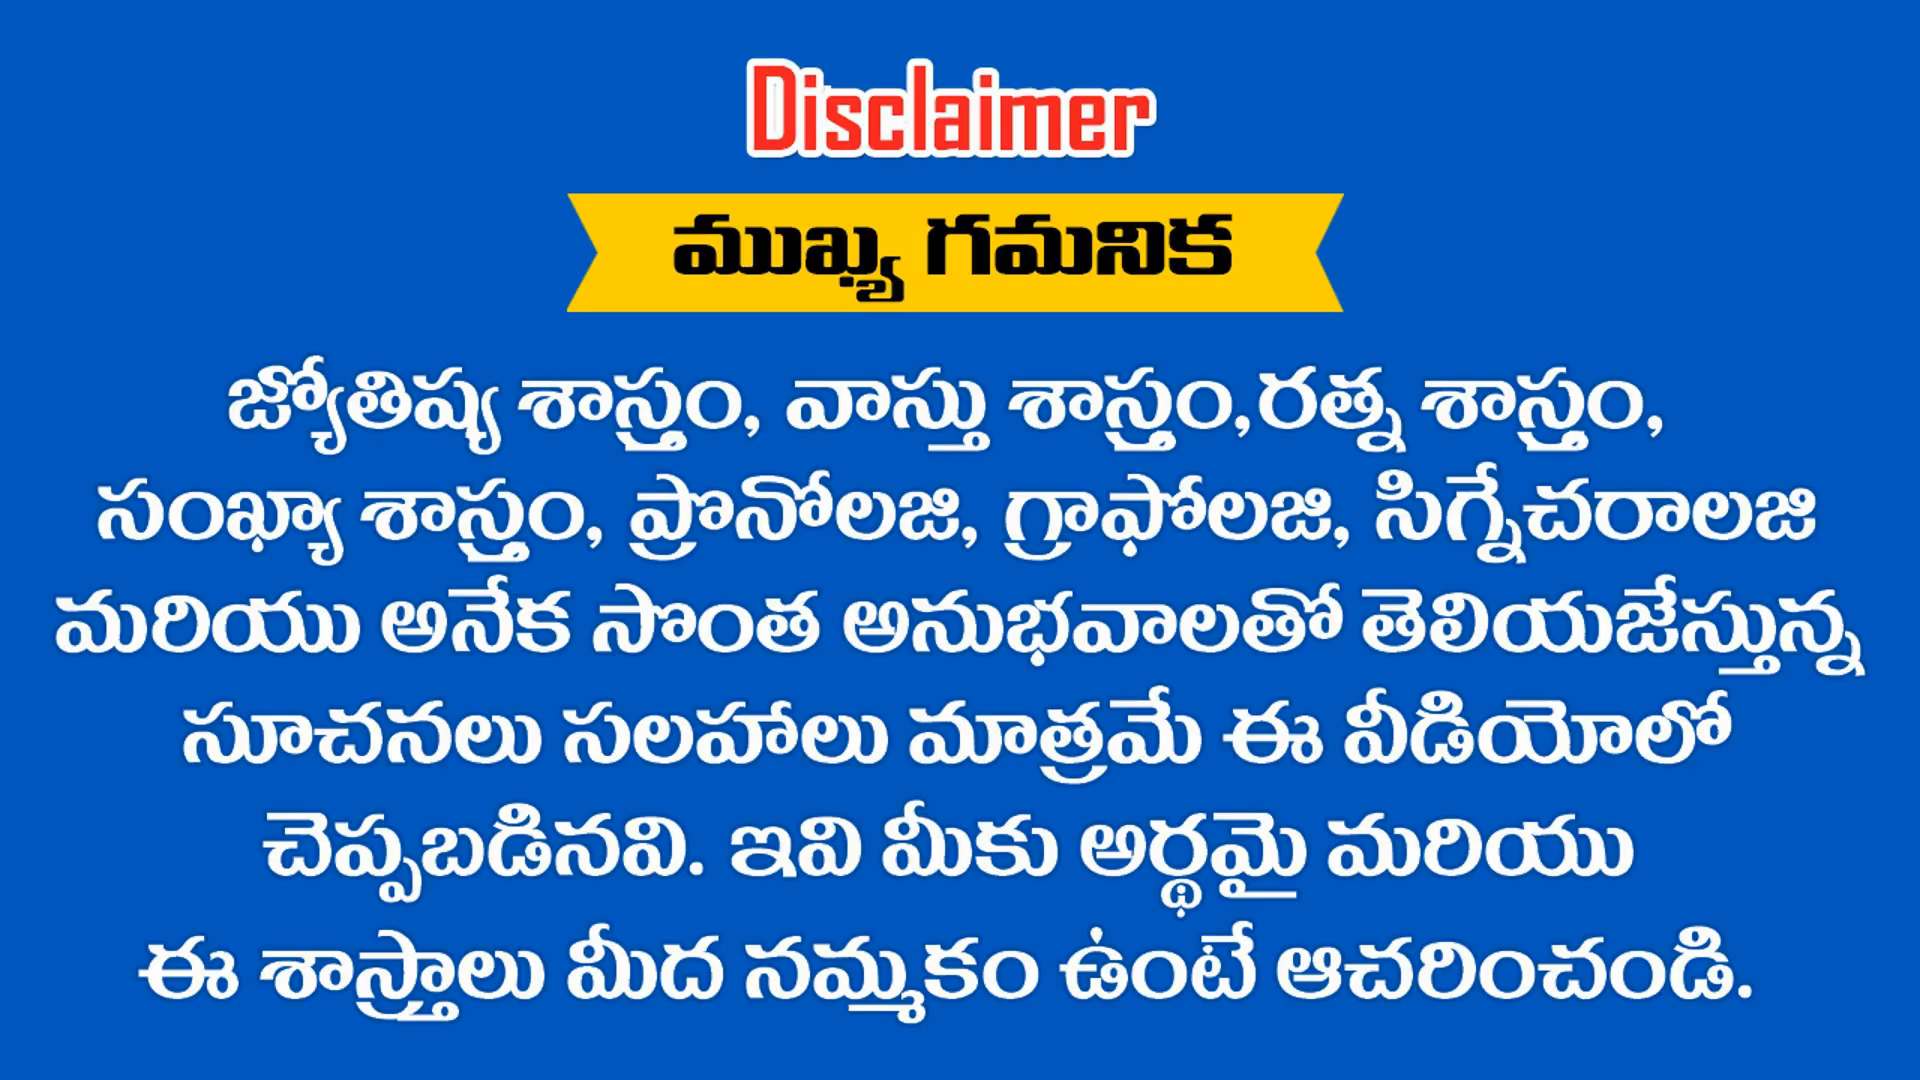 Disclaimer
ముఖ్య గమనిక
జ్యోతిష్య శాస్త్రం, వాస్తు శాస్త్రం,రత్న శాస్త్రం,
సంఖ్యా శాస్త్రం, ప్రొనోలజి, గ్రాఫోలజి, సిగ్నేచరాలజి
మరియు అనేక సొంత అనుభవాలతో తెలియజేస్తున్న
సూచనలు సలహాలు మాత్రమే ఈ వీడియోలో
చెప్పబడినవి. ఇవి మీకు అర్థమై మరియు
ఈ శాస్త్రాలు మీద నమ్మకం ఉంటే ఆచరించండి.